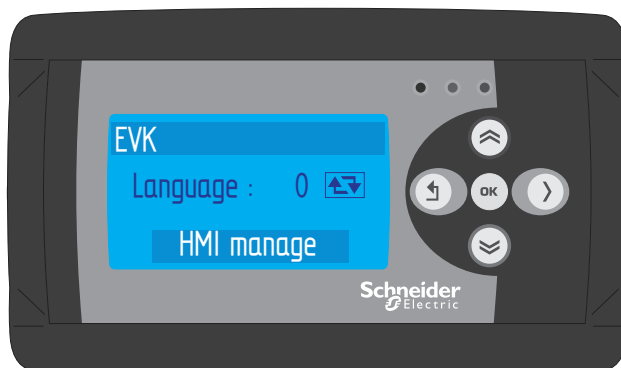 EVK
Language : 0
HMI manage
OK
Schneider
Electric